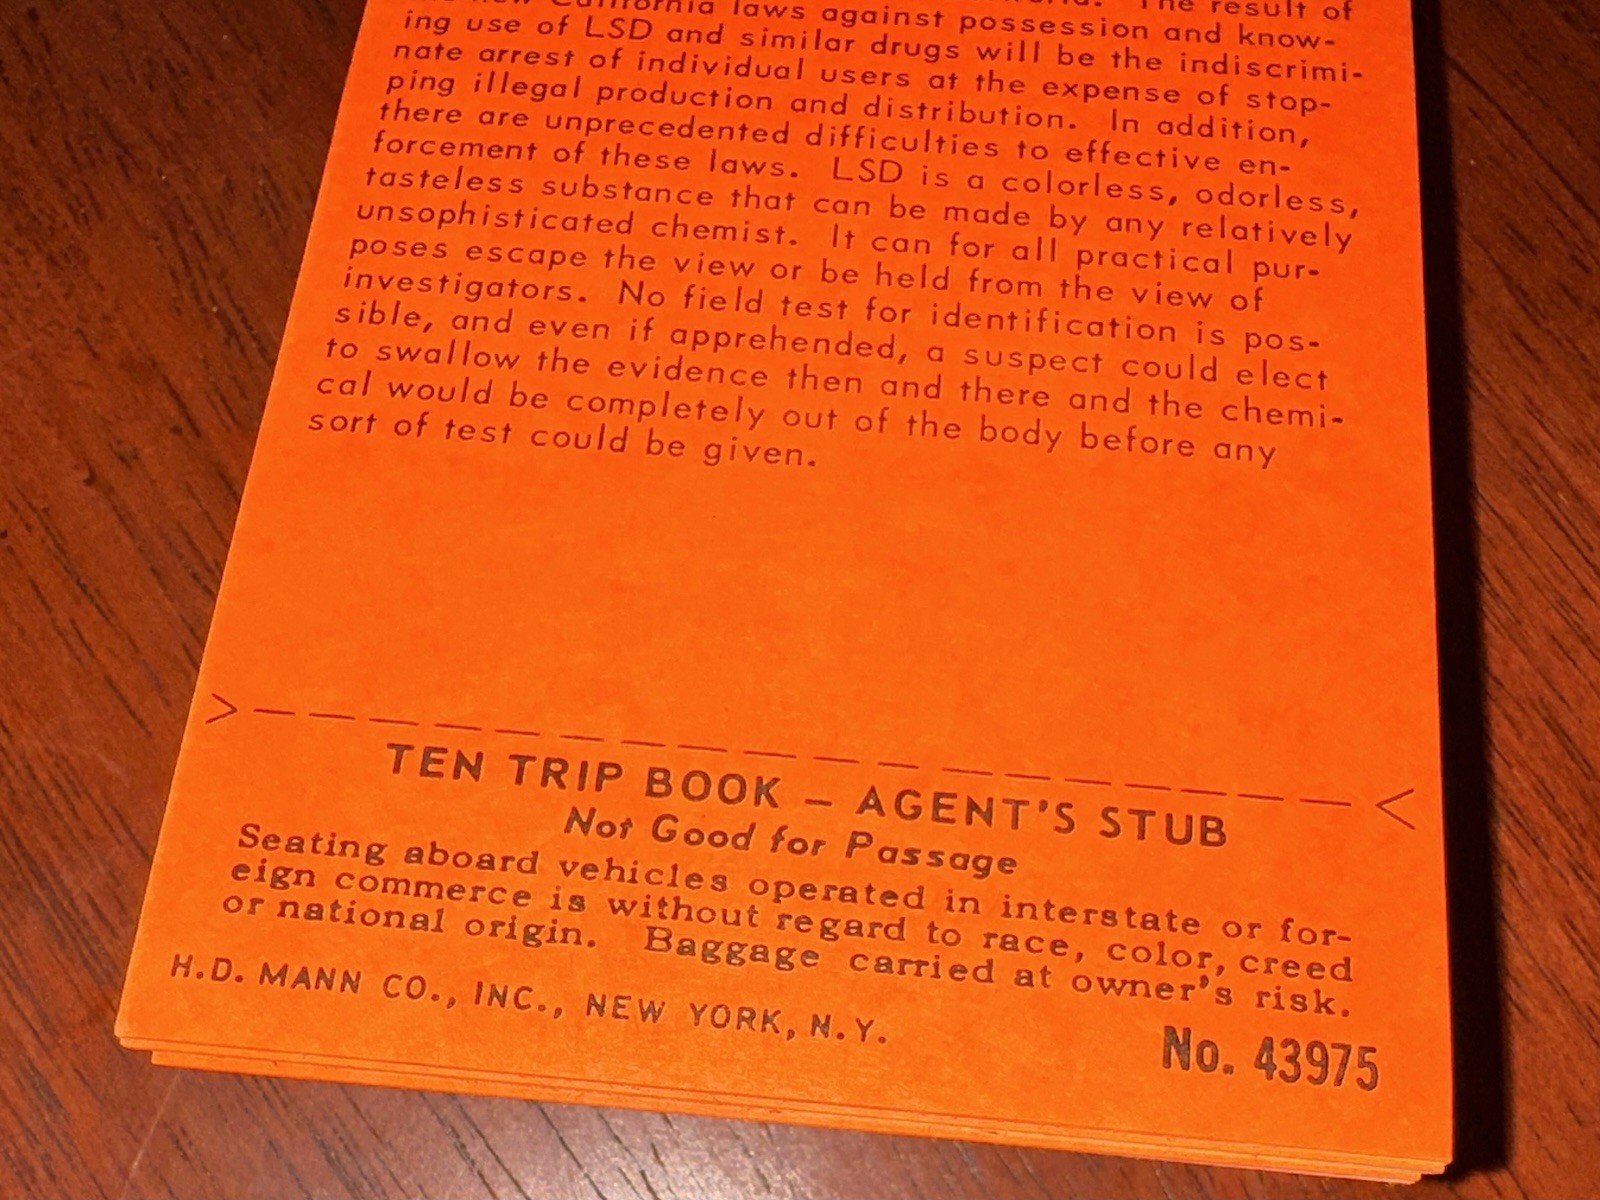 new California laws against possession and know-
ing use of LSD and similar drugs will be the indiscrimi-
nate arrest of individual users at the expense of stop-
ping illegal production and distribution. In addition,
there are unprecedented difficulties to effective en-
forcement of these laws. LSD is a colorless, odorless,
tasteless substance that can be made by any relatively
unsophisticated chemist. It can for all practical pur-
poses escape the view or be held from the view of
investigators. No field test for identification is pos-
sible, and even if apprehended, a suspect could elect
to swallow the evidence then and there and the chemi-
cal would be completely out of the body before any
sort of test could be given.
TEN TRIP BOOK – AGENT'S STUB
Not Good for Passage
Seating aboard vehicles operated in interstate or for-
eign commerce is without regard to race, color, creed
or national origin. Baggage carried at owner's risk.
H.D. MANN CO., INC., NEW YORK, N.Y.
No. 43975